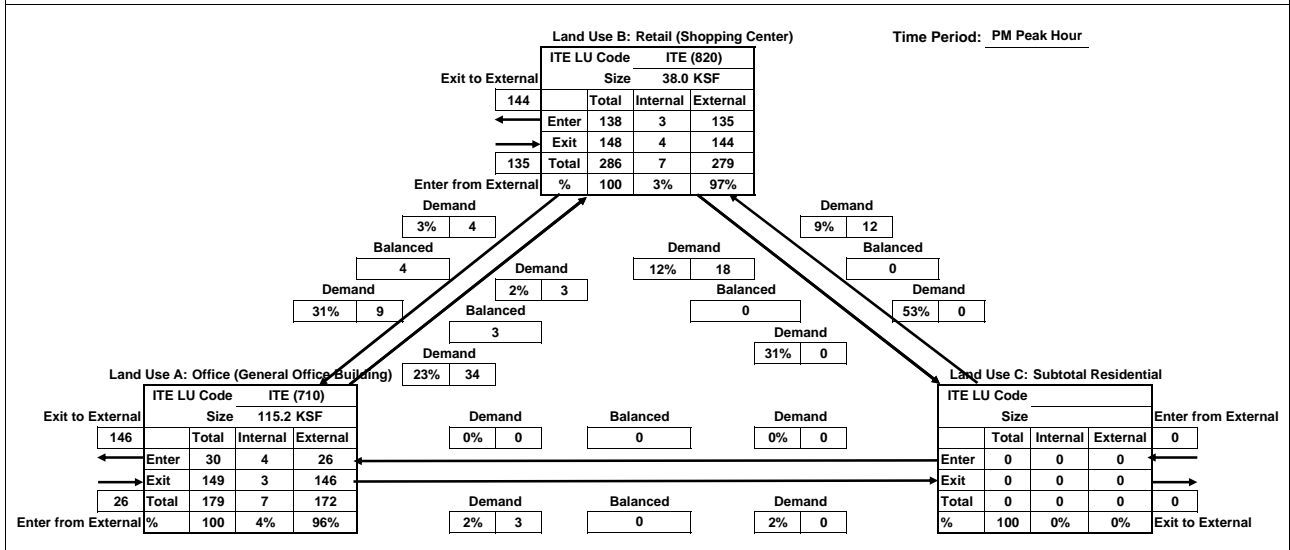 Land Use B: Retail (Shopping Center)
Time Period: PM Peak Hour
ITE LU Code ITE (820)
Exit to External Size 38.0 KSF
144 Total Internal External
Enter 138 3 135
Exit 148 4 144
135 Total 286 7 279
Enter from External % 100 3% 97%
Demand Demand
3% 4 9% 12
Balanced Demand Balanced
4 Demand 12% 18 0
Demand 2% 3 Balanced Demand
31% 9 Balanced 0 53% 0
3 Demand
Demand 31% 0
Land Use A: Office (General Office Building) 23% 34 Land Use C: Subtotal Residential
ITE LU Code ITE (710) ITE LU Code
Exit to External Size 115.2 KSF Demand Balanced Demand Size Enter from External
146 Total Internal External 0% 0 0 0% 0 Total Internal External 0
Enter 30 4 26 Enter 0 0 0
Exit 149 3 146 Exit 0 0 0
26 Total 179 7 172 Demand Balanced Demand Total 0 0 0 0
Enter from External % 100 4% 96% 2% 3 0 2% 0 % 100 0% 0% Exit to External